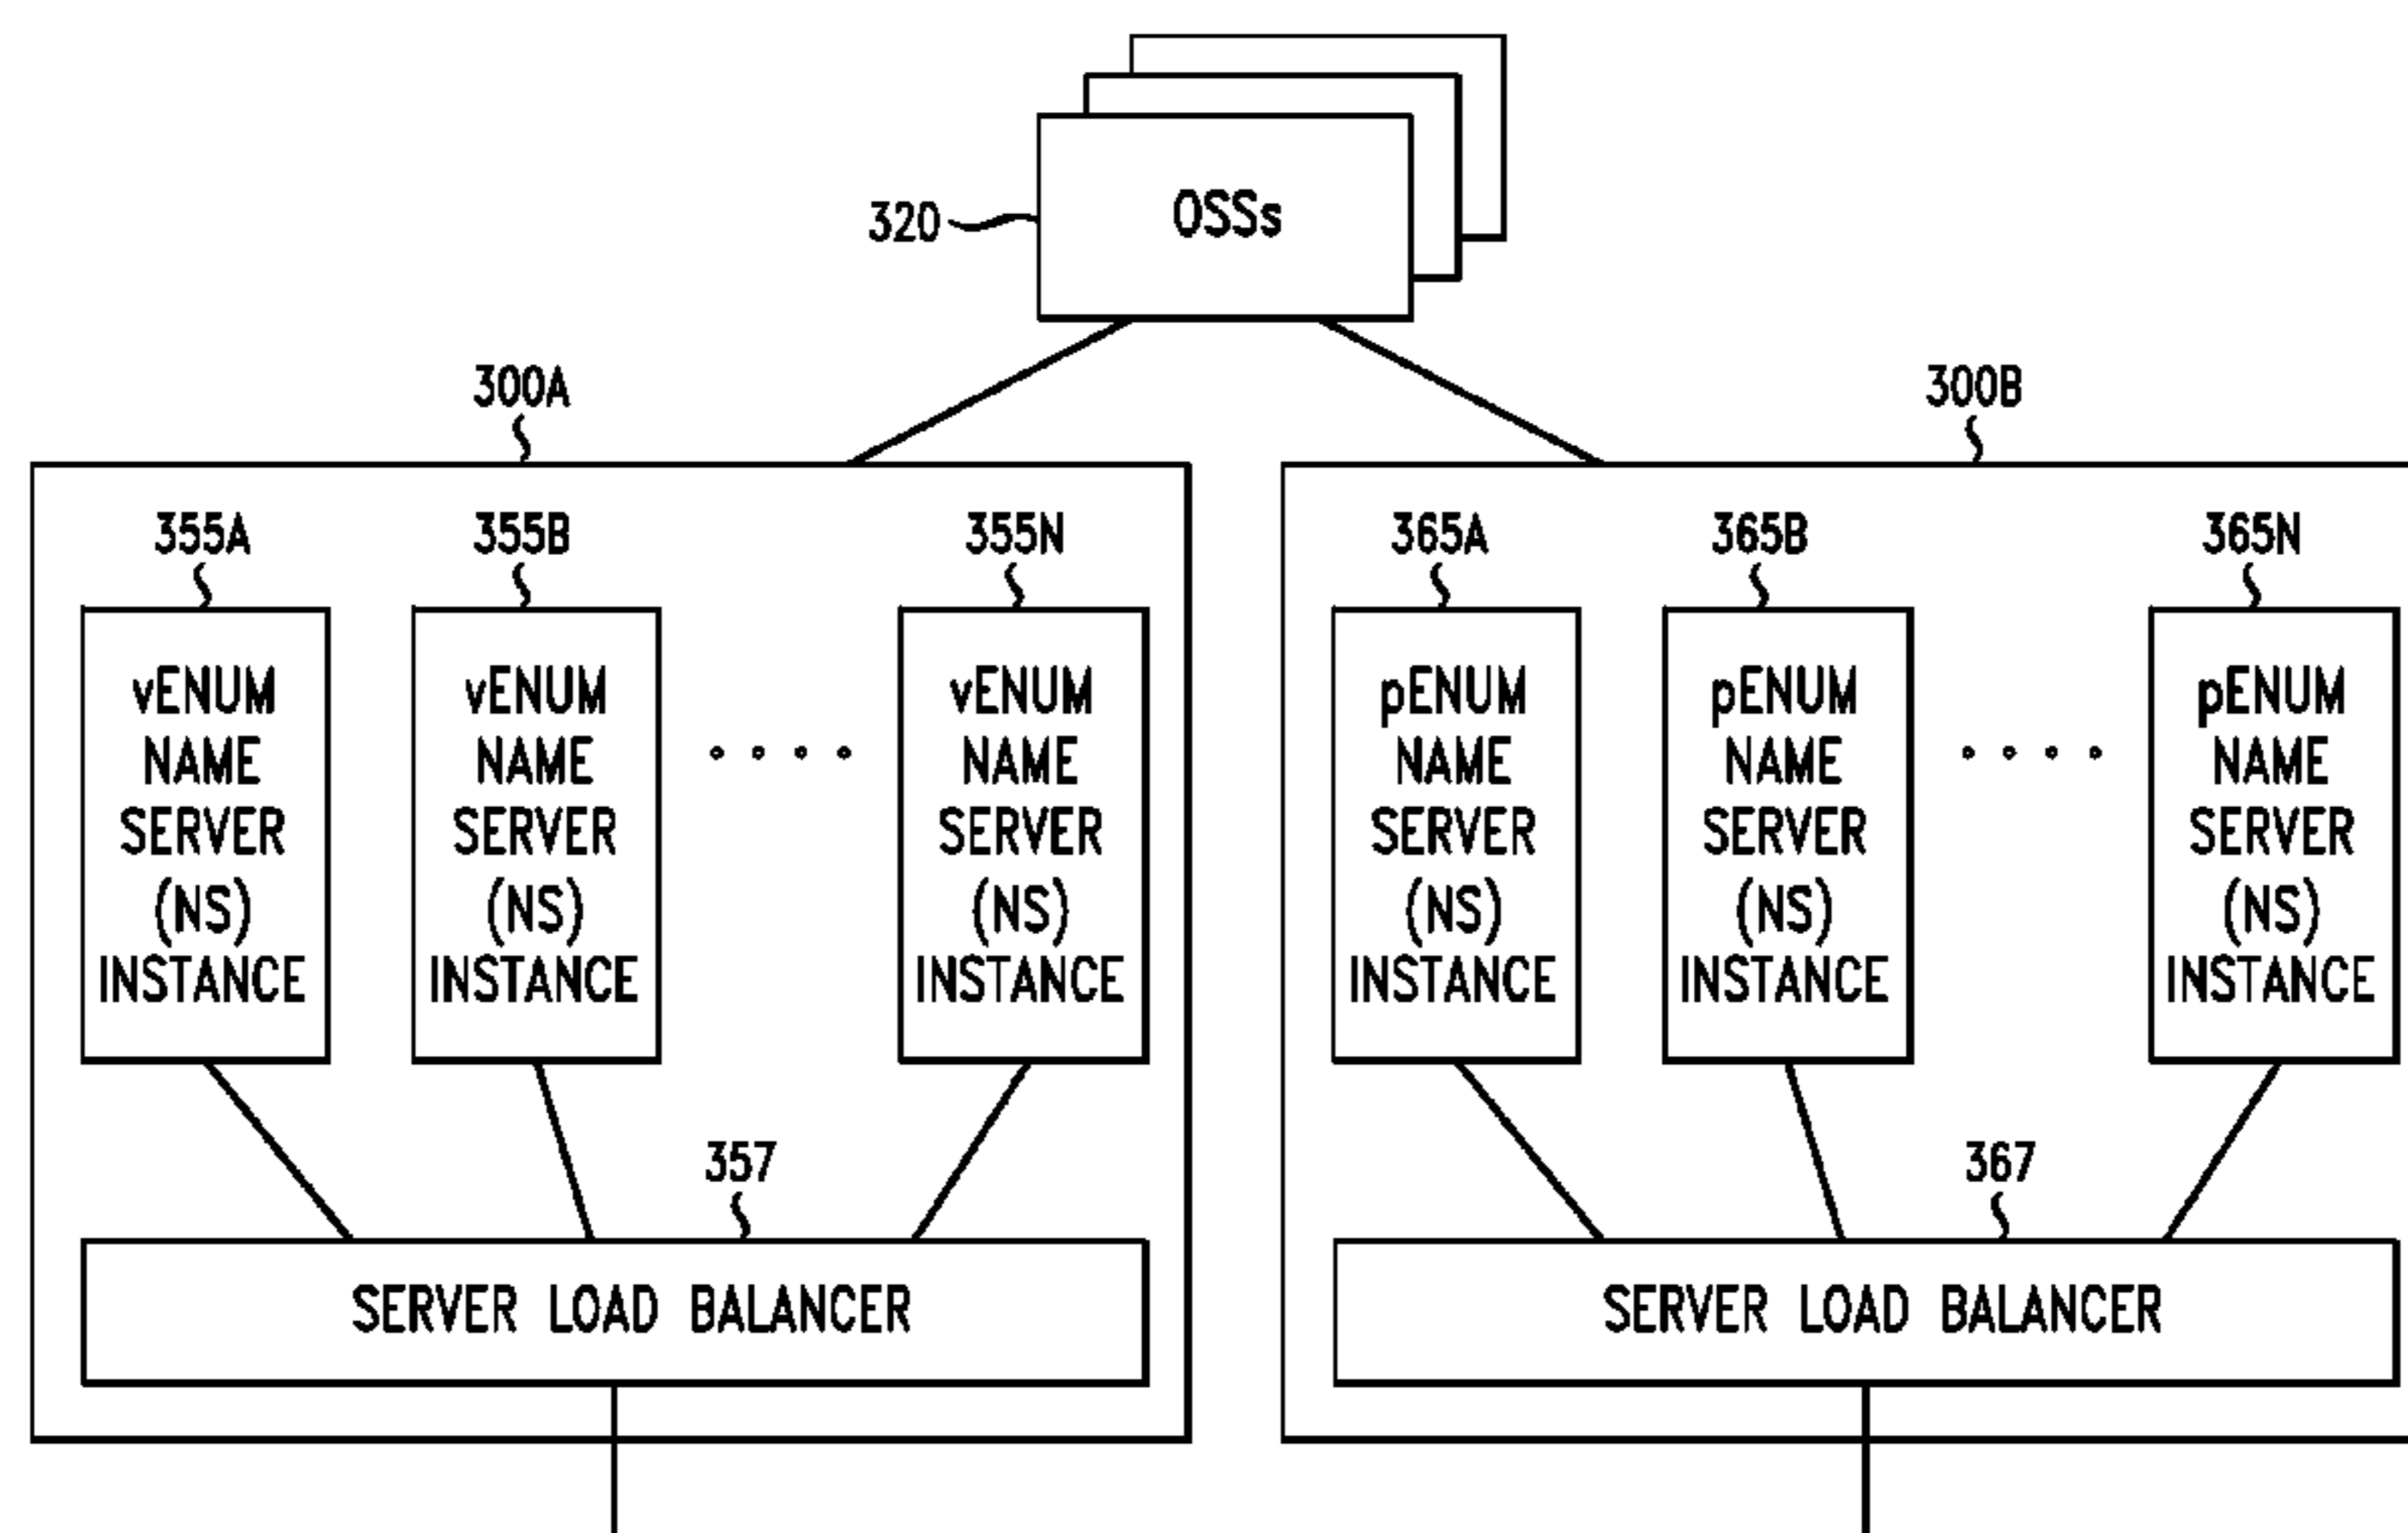 OSSs
320
300A
300B
355A
355B
355N
365A
365B
365N
vENUM
NAME
SERVER
(NS)
INSTANCE
vENUM
NAME
SERVER
(NS)
INSTANCE
vENUM
NAME
SERVER
(NS)
INSTANCE
pENUM
NAME
SERVER
(NS)
INSTANCE
pENUM
NAME
SERVER
(NS)
INSTANCE
pENUM
NAME
SERVER
(NS)
INSTANCE
357
367
SERVER LOAD BALANCER
SERVER LOAD BALANCER